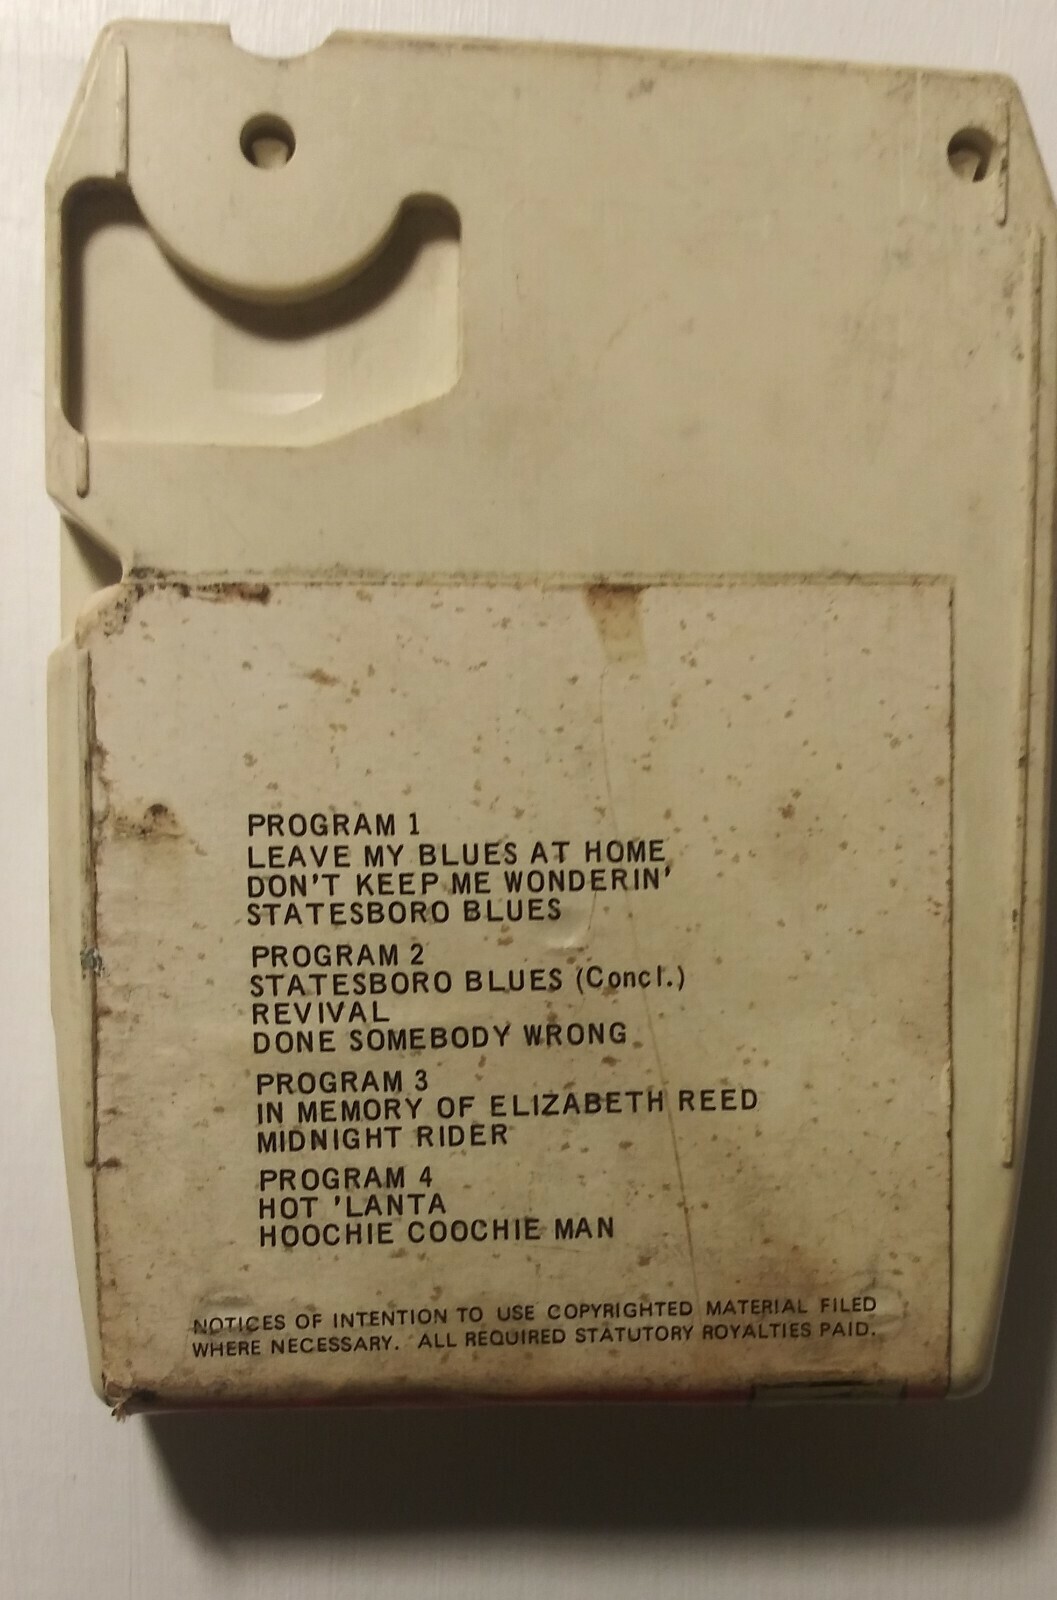 PROGRAM 1
LEAVE MY BLUES AT HOME
DON'T KEEP ME WONDERIN'
STATESBORO BLUES
PROGRAM 2
STATESBORO BLUES (Concl.)
REVIVAL
DONE SOMEBODY WRONG
PROGRAM 3
IN MEMORY OF ELIZABETH REED
MIDNIGHT RIDER
PROGRAM 4
HOT 'LANTA
HOOCHIE COOCHIE MAN
NOTICES OF INTENTION TO USE COPYRIGHTED MATERIAL FILED
WHERE NECESSARY. ALL REQUIRED STATUTORY ROYALTIES PAID.